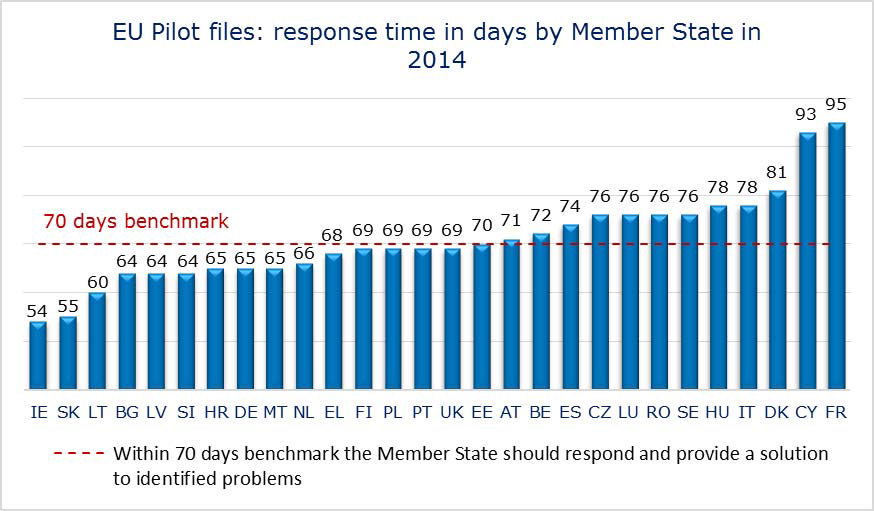 EU Pilot files: response time in days by Member State in
2014
70 days benchmark
54 55 60 64 64 64 65 65 65 66 68 69 69 69 69 70 71 72 74 76 76 76 76 78 78 81 93 95
IE SK LT BG LV SI HR DE MT NL EL FI PL PT UK EE AT BE ES CZ LU RO SE HU IT DK CY FR
Within 70 days benchmark the Member State should respond and provide a solution
to identified problems